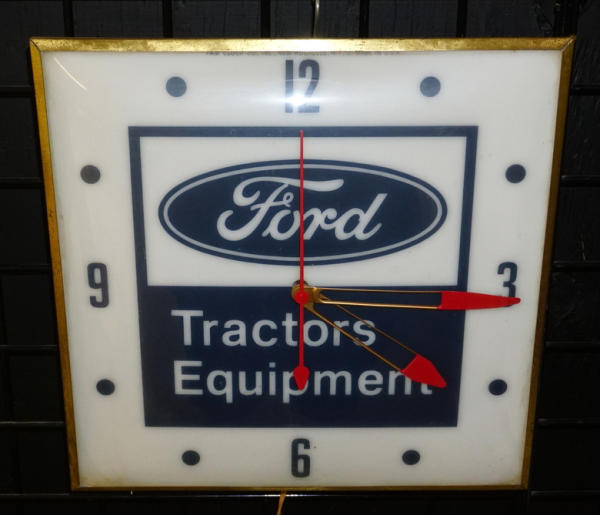 12
Ford
9
3
Tractors
Equipment
6